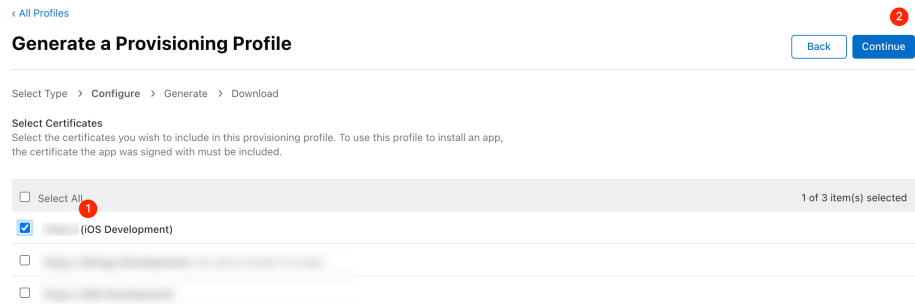 ‹ All Profiles
2
Generate a Provisioning Profile
Back
Continue
Select Type > Configure > Generate > Download
Select Certificates
Select the certificates you wish to include in this provisioning profile. To use this profile to install an app,
the certificate the app was signed with must be included.
Select All
1 of 3 item(s) selected
1
(iOS Development)